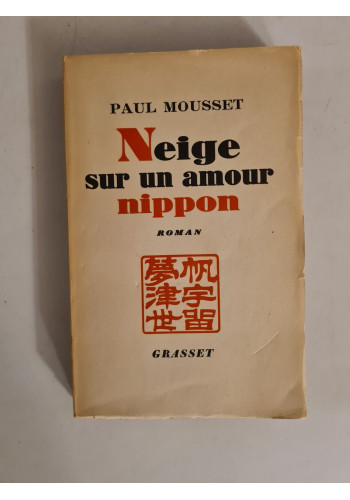 PAUL MOUSSET
Neige
sur un amour
nippon
ROMAN
帆宇留
夢津世
GRASSET